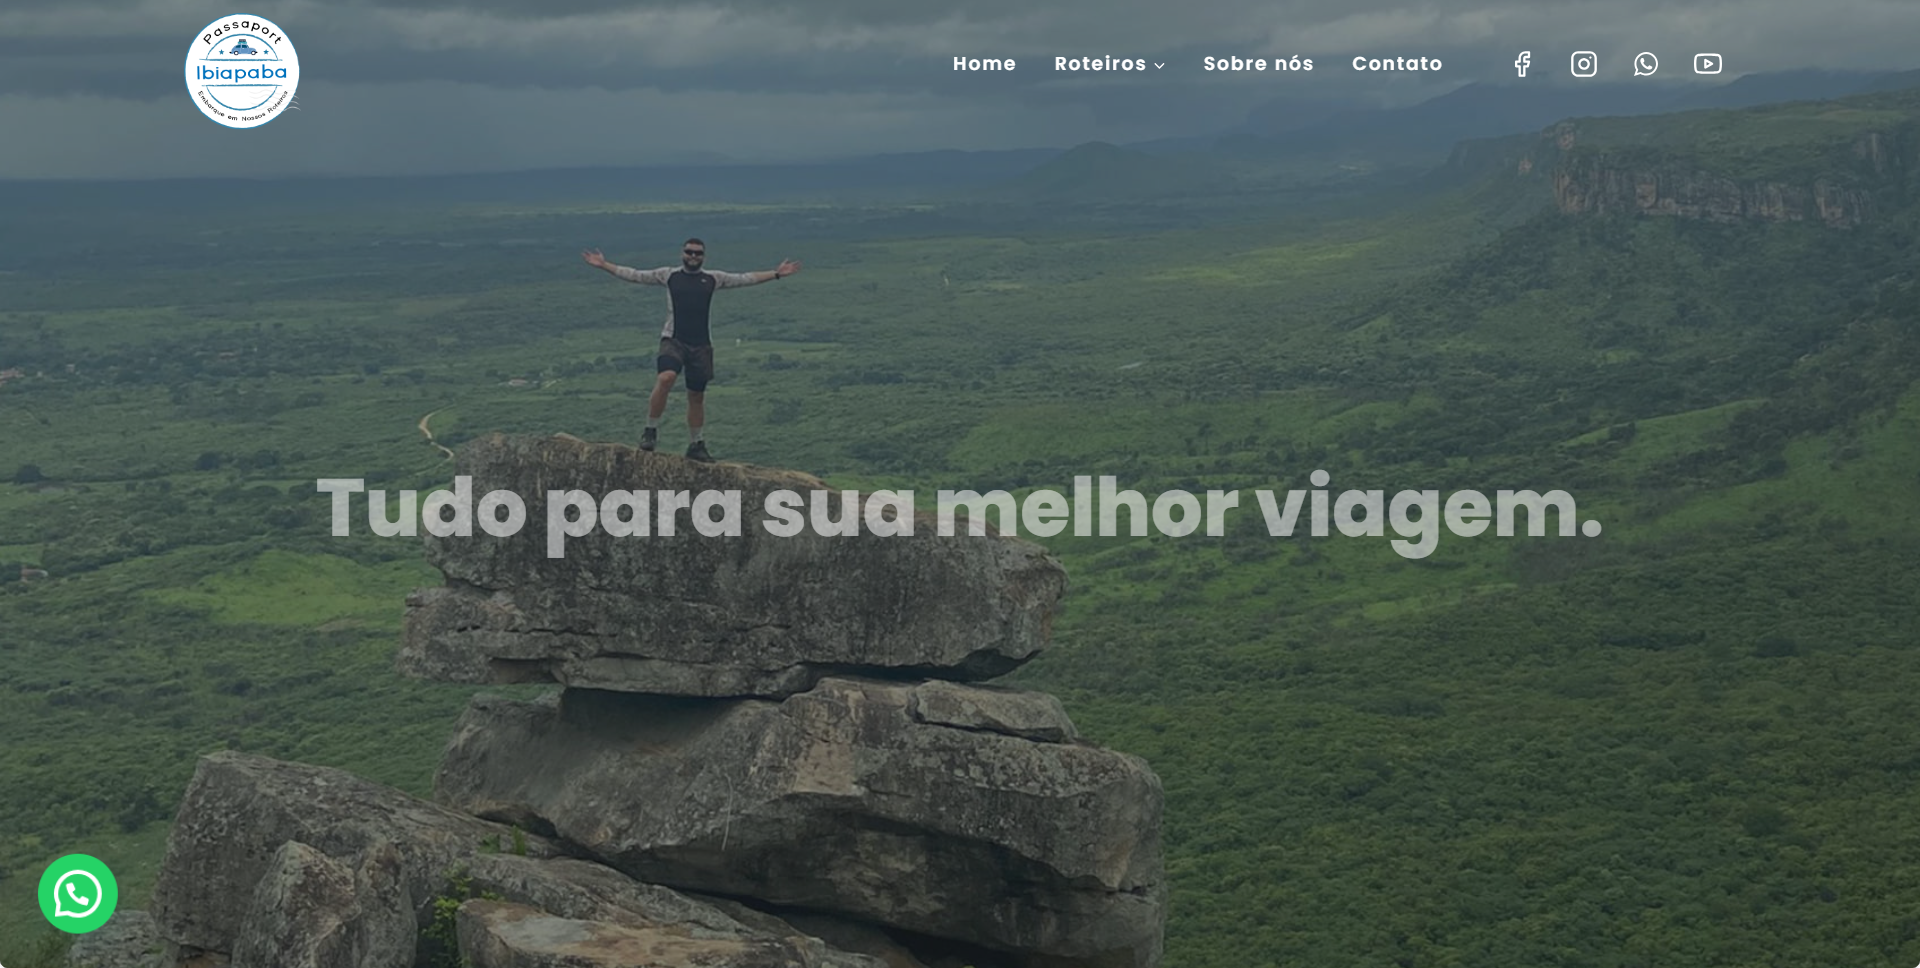 Passaport
Ibiapaba
Embarque em Nossos Roteiros
Home
Roteiros
Sobre nós
Contato
Tudo para sua melhor viagem.